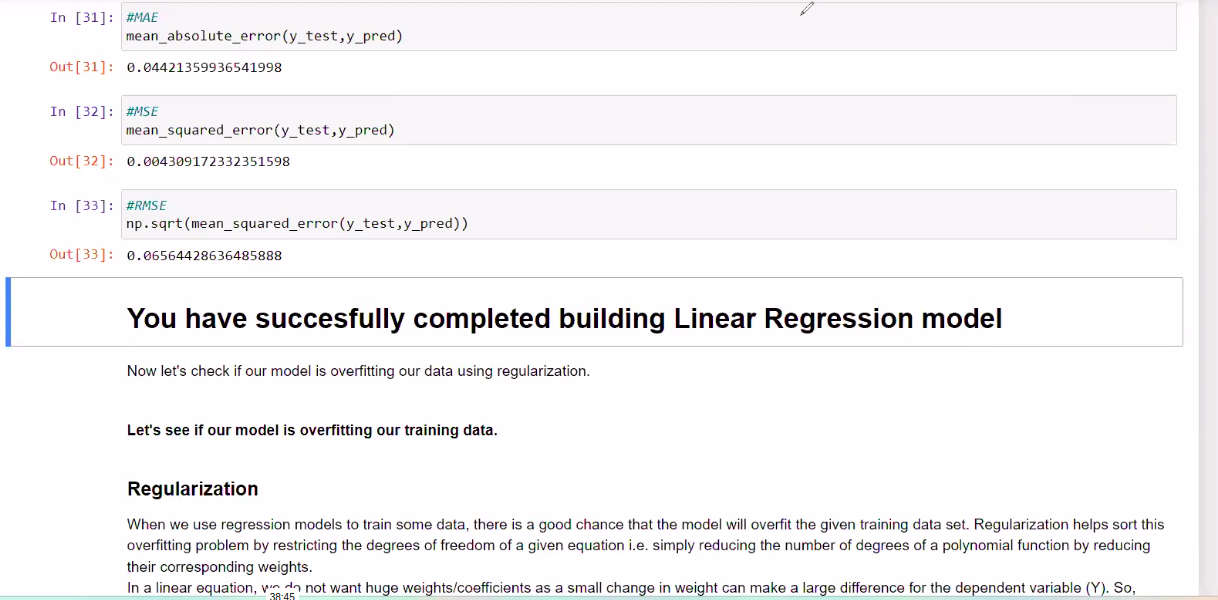 In [31]: #MAE
mean_absolute_error(y_test,y_pred)
Out[31]: 0.04421359936541998
In [32]: #MSE
mean_squared_error(y_test,y_pred)
Out[32]: 0.004309172332351598
In [33]: #RMSE
np.sqrt(mean_squared_error(y_test,y_pred))
Out[33]: 0.06564428636485888
You have succesfully completed building Linear Regression model
Now let's check if our model is overfitting our data using regularization.
Let's see if our model is overfitting our training data.
Regularization
When we use regression models to train some data, there is a good chance that the model will overfit the given training data set. Regularization helps sort this
overfitting problem by restricting the degrees of freedom of a given equation i.e. simply reducing the number of degrees of a polynomial function by reducing
their corresponding weights.
In a linear equation, we do not want huge weights/coefficients as a small change in weight can make a large difference for the dependent variable (Y). So,
38:45